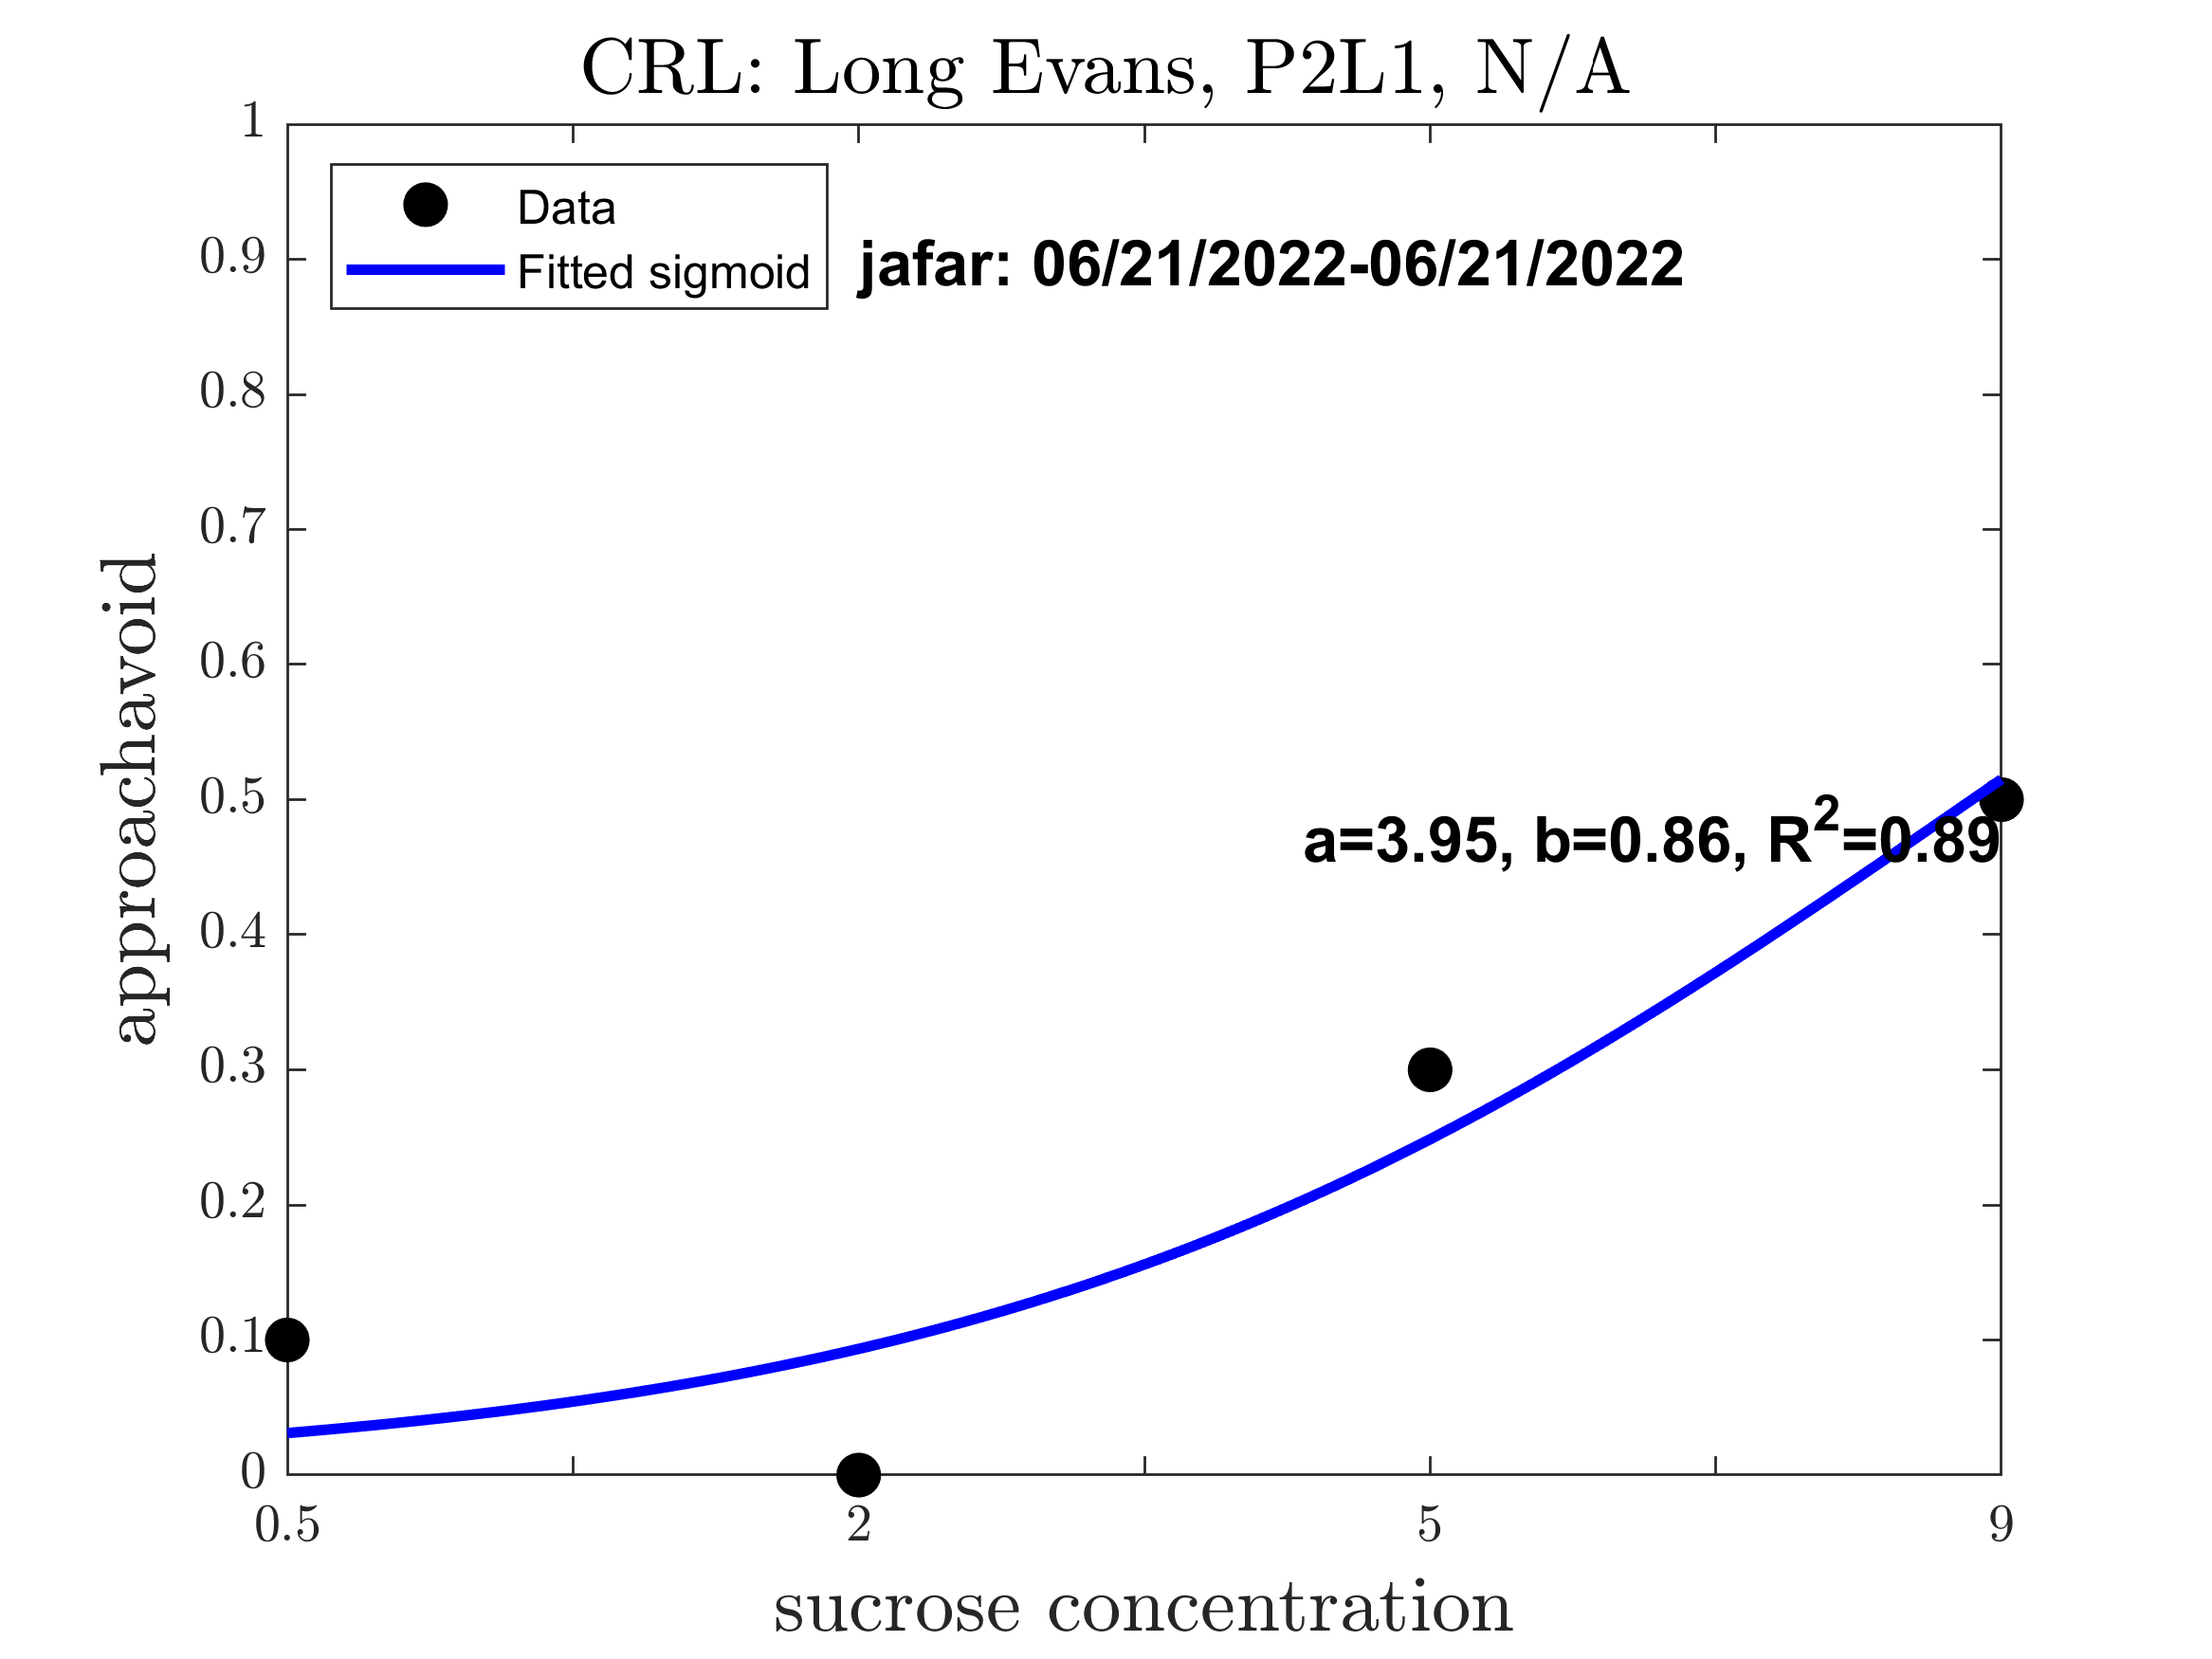 CRL: Long Evans, P2L1, N/A
1
0.9
0.8
0.7
0.6
0.5
0.4
0.3
0.2
0.1
0
approachavoid
Data
Fitted sigmoid
jafar: 06/21/2022-06/21/2022
a=3.95, b=0.86, R²=0.89
0.5 2 5 9
sucrose concentration